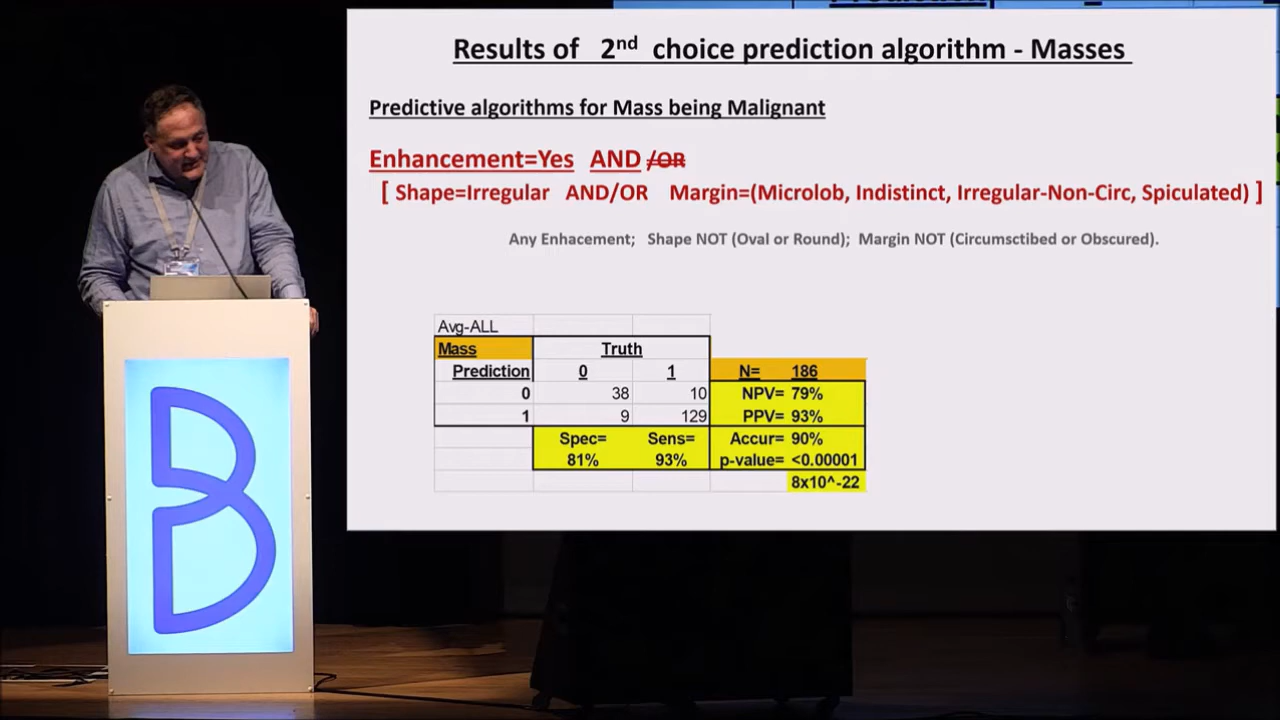 Results of 2nd choice prediction algorithm - Masses
Predictive algorithms for Mass being Malignant
Enhancement=Yes AND /OR
[ Shape=Irregular AND/OR Margin=(Microlob, Indistinct, Irregular-Non-Circ, Spiculated) ]
Any Enhacement; Shape NOT (Oval or Round); Margin NOT (Circumsctibed or Obscured).
Avg-ALL
Mass Truth
Prediction 0 1 N= 186
0 38 10 NPV= 79%
1 9 129 PPV= 93%
Spec= Sens= Accur= 90%
81% 93% p-value= <0.00001
8x10^-22
B